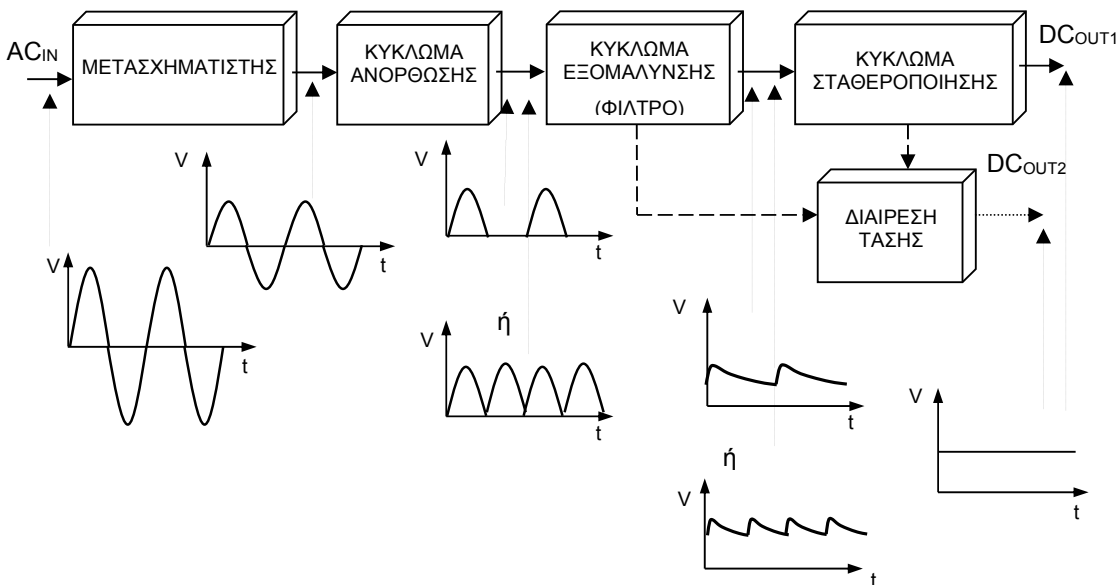 AC_IN
ΜΕΤΑΣΧΗΜΑΤΙΣΤΗΣ
ΚΥΚΛΩΜΑ
ΑΝΟΡΘΩΣΗΣ
ΚΥΚΛΩΜΑ
ΕΞΟΜΑΛΥΝΣΗΣ
(ΦΙΛΤΡΟ)
ΚΥΚΛΩΜΑ
ΣΤΑΘΕΡΟΠΟΙΗΣΗΣ
DC_OUT1
DC_OUT2
ΔΙΑΙΡΕΣΗ
ΤΑΣΗΣ
V
t
V
t
V
t
ή
V
t
V
t
ή
V
t
V
t